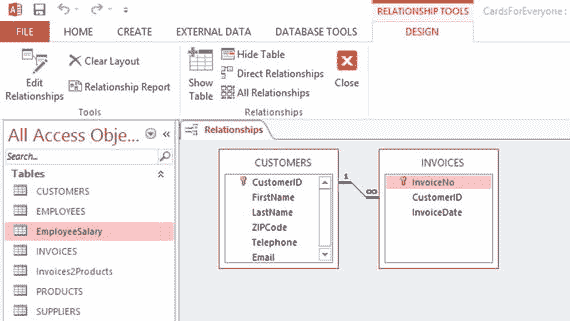 RELATIONSHIP TOOLS
CardsForEveryone :
FILE HOME CREATE EXTERNAL DATA DATABASE TOOLS DESIGN
Edit Relationships
Clear Layout
Relationship Report
Tools
Show Table
Hide Table
Direct Relationships
All Relationships
Close
Relationships
All Access Obje...
Search...
Tables
CUSTOMERS
EMPLOYEES
EmployeeSalary
INVOICES
Invoices2Products
PRODUCTS
SUPPLIERS
Relationships
CUSTOMERS
CustomerID
FirstName
LastName
ZIPCode
Telephone
Email
1
∞
INVOICES
InvoiceNo
CustomerID
InvoiceDate